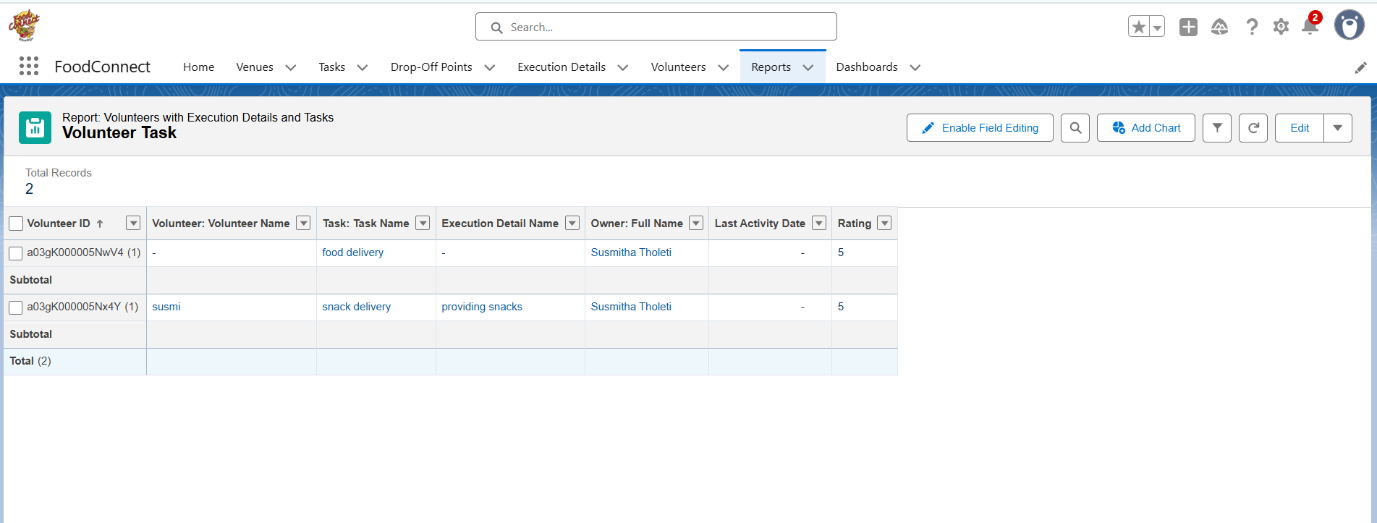 Food Connect
Search...
2
FoodConnect Home Venues Tasks Drop-Off Points Execution Details Volunteers Reports Dashboards
Report: Volunteers with Execution Details and Tasks
Volunteer Task
Enable Field Editing Add Chart Edit
Total Records
2
Volunteer ID ↑ Volunteer: Volunteer Name Task: Task Name Execution Detail Name Owner: Full Name Last Activity Date Rating
a03gK000005NwV4 (1) - food delivery - Susmitha Tholeti - 5
Subtotal
a03gK000005Nx4Y (1) susmi snack delivery providing snacks Susmitha Tholeti - 5
Subtotal
Total (2)